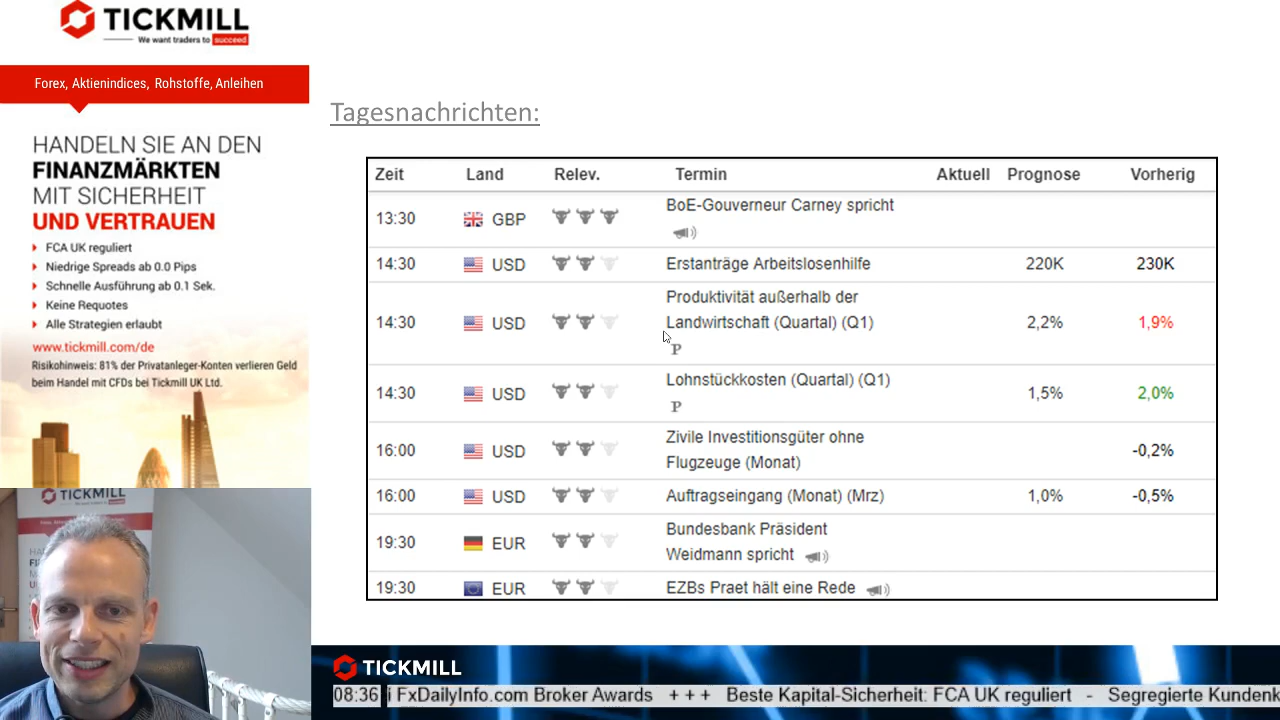 TICKMILL
We want traders to succeed
Forex, Aktienindices, Rohstoffe, Anleihen
HANDELN SIE AN DEN
FINANZMÄRKTEN
MIT SICHERHEIT
UND VERTRAUEN
FCA UK reguliert
Niedrige Spreads ab 0.0 Pips
Schnelle Ausführung ab 0.1 Sek.
Keine Requotes
Alle Strategien erlaubt
www.tickmill.com/de
Risikohinweis: 81% der Privatanleger-Konten verlieren Geld
beim Handel mit CFDs bei Tickmill UK Ltd.
Tagesnachrichten:
Zeit Land Relev. Termin Aktuell Prognose Vorherig
13:30 GBP BoE-Gouverneur Carney spricht
14:30 USD Erstanträge Arbeitslosenhilfe 220K 230K
Produktivität außerhalb der
14:30 USD Landwirtschaft (Quartal) (Q1) 2,2% 1,9%
P
14:30 USD Lohnstückkosten (Quartal) (Q1) 1,5% 2,0%
P
16:00 USD Zivile Investitionsgüter ohne
Flugzeuge (Monat) -0,2%
16:00 USD Auftragseingang (Monat) (Mrz) 1,0% -0,5%
19:30 EUR Bundesbank Präsident
Weidmann spricht
19:30 EUR EZBs Praet hält eine Rede
TICKMILL
TICKMILL
08:36 i FxDailyInfo.com Broker Awards + + + Beste Kapital-Sicherheit: FCA UK reguliert - Segregierte Kundenk